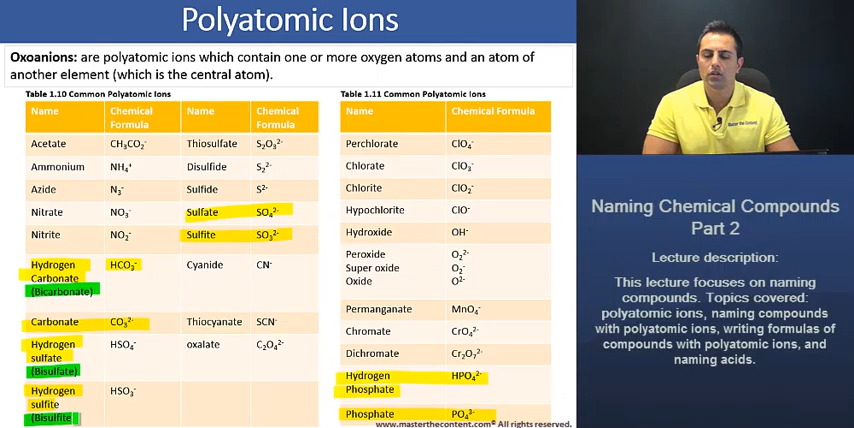 Polyatomic Ions
Oxoanions: are polyatomic ions which contain one or more oxygen atoms and an atom of
another element (which is the central atom).
Table 1.10 Common Polyatomic Ions
Name Chemical Formula Name Chemical Formula
Acetate CH₃CO₂⁻ Thiosulfate S₂O₃²⁻
Ammonium NH₄⁺ Disulfide S₂²⁻
Azide N₃⁻ Sulfide S²⁻
Nitrate NO₃⁻ Sulfate SO₄²⁻
Nitrite NO₂⁻ Sulfite SO₃²⁻
Hydrogen HCO₃⁻ Cyanide CN⁻
Carbonate
(Bicarbonate)
Carbonate CO₃²⁻ Thiocyanate SCN⁻
Hydrogen HSO₄⁻ oxalate C₂O₄²⁻
sulfate
(Bisulfate)
Hydrogen HSO₃⁻
sulfite
(Bisulfite
Table 1.11 Common Polyatomic Ions
Name Chemical Formula
Perchlorate ClO₄⁻
Chlorate ClO₃⁻
Chlorite ClO₂⁻
Hypochlorite ClO⁻
Hydroxide OH⁻
Peroxide O₂²⁻
Super oxide O₂⁻
Oxide O²⁻
Permanganate MnO₄⁻
Chromate CrO₄²⁻
Dichromate Cr₂O₇²⁻
Hydrogen HPO₄²⁻
Phosphate
Phosphate PO₄³⁻
www.masterthecontent.com© All rights reserved.
Master the Content
Naming Chemical Compounds
Part 2
Lecture description:
This lecture focuses on naming
compounds. Topics covered:
polyatomic ions, naming compounds
with polyatomic ions, writing formulas of
compounds with polyatomic ions, and
naming acids.